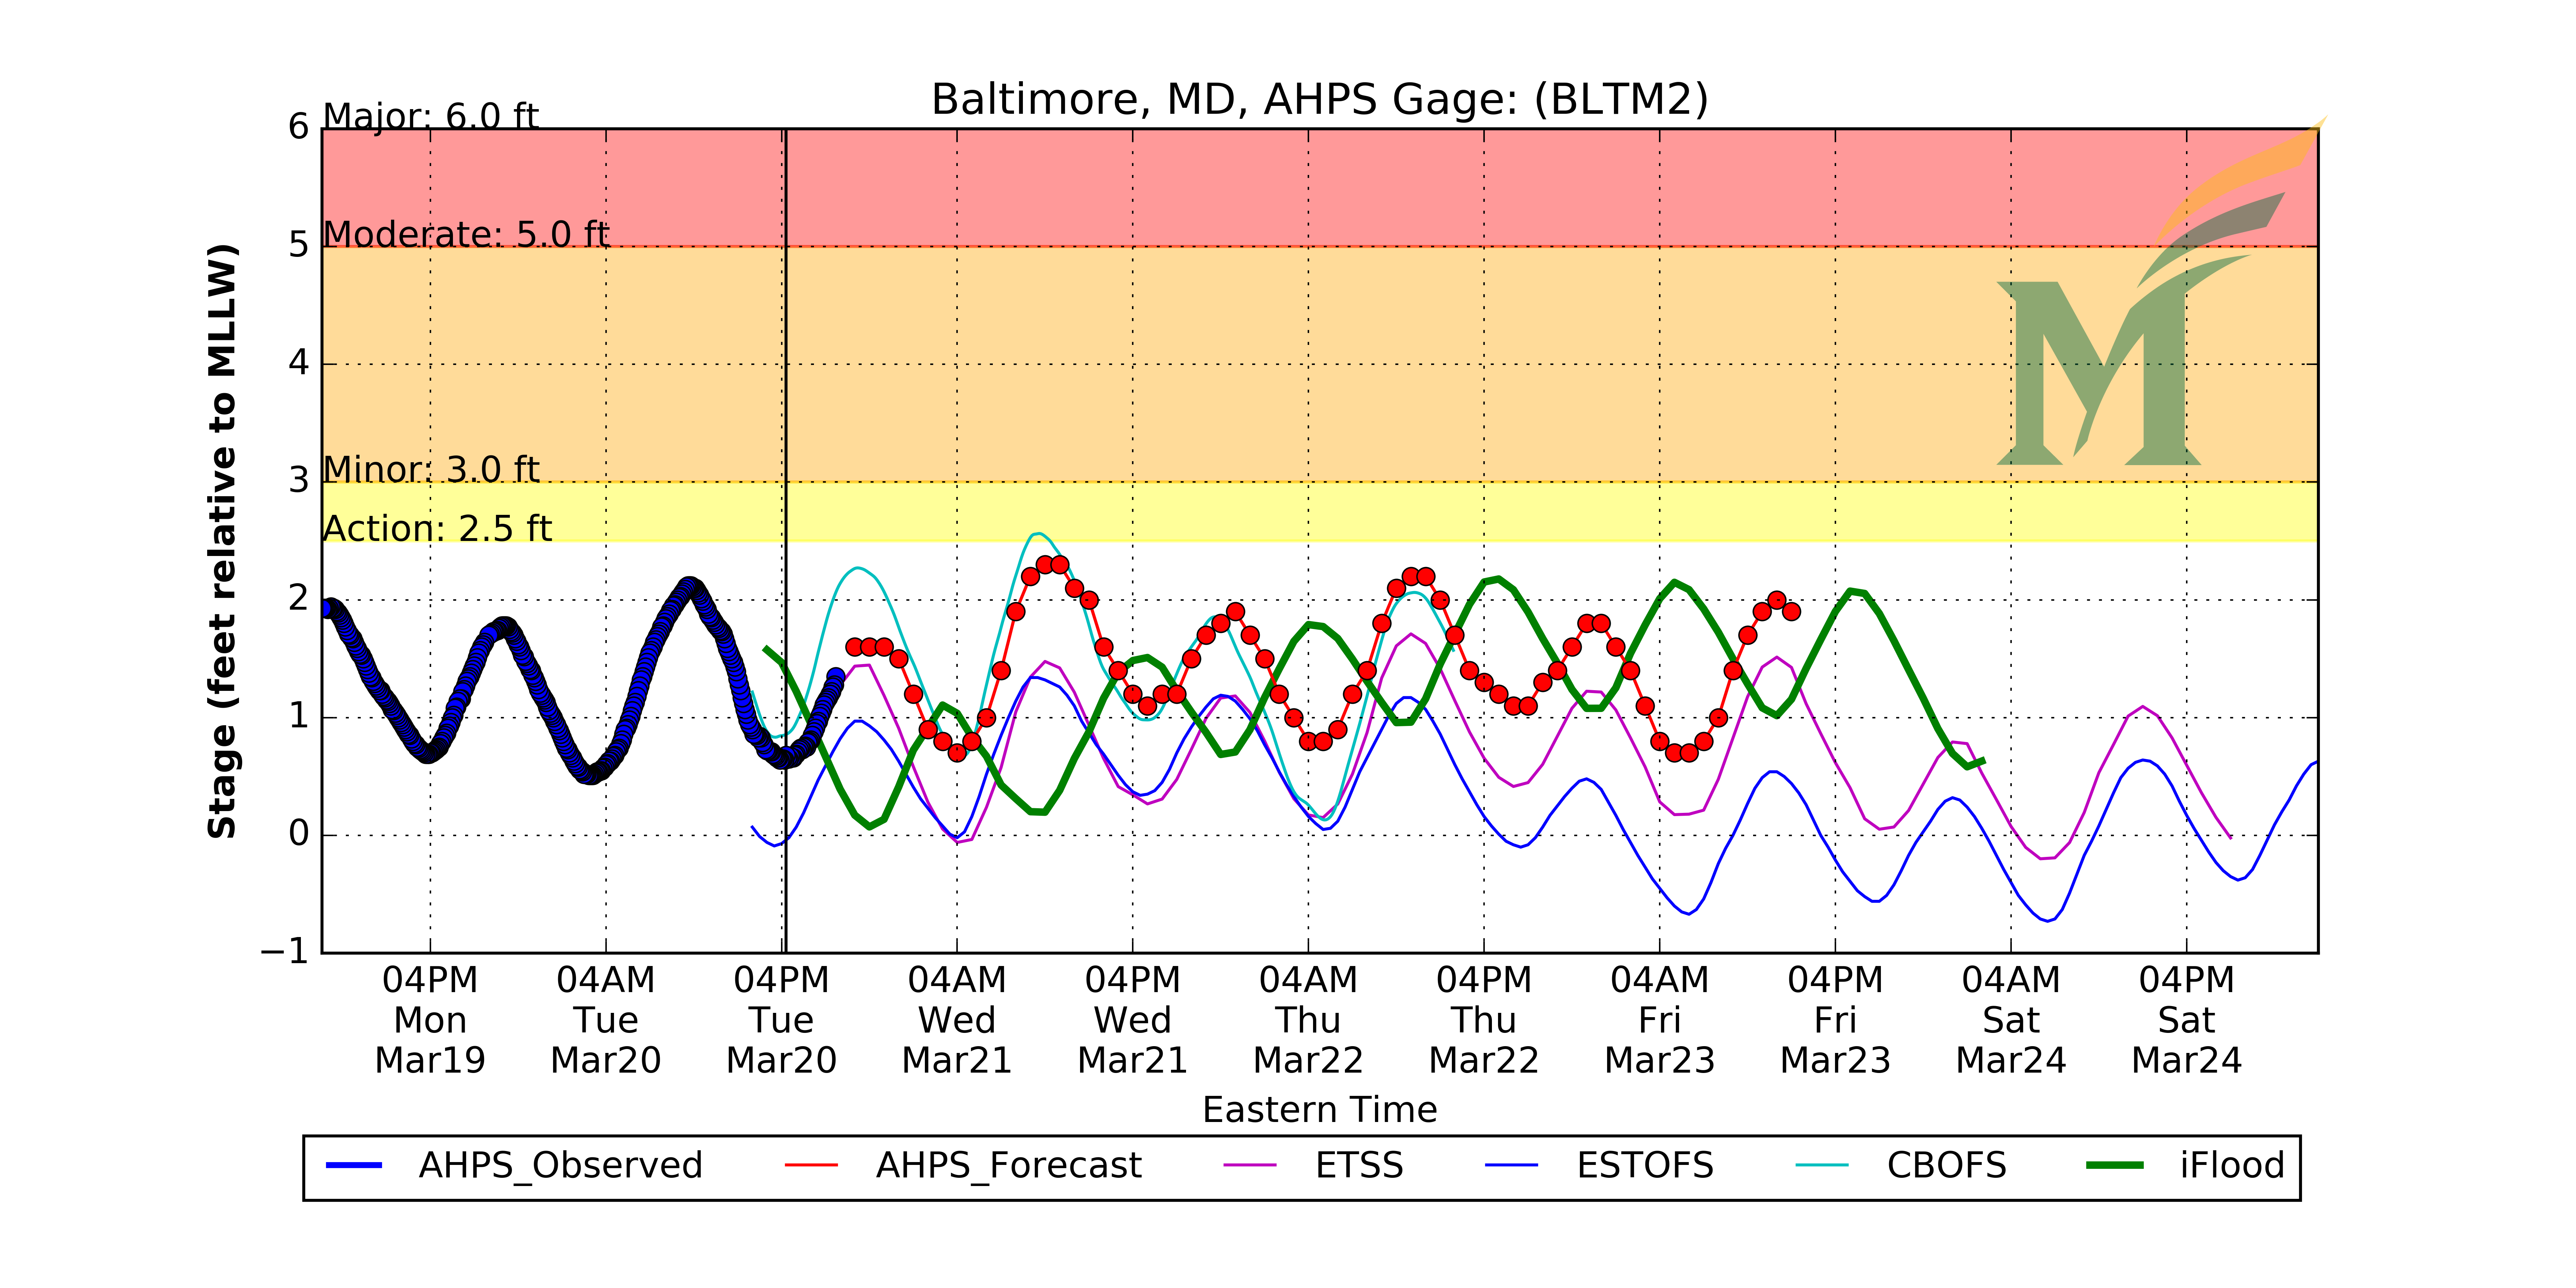 Baltimore, MD, AHPS Gage: (BLTM2)
Major: 6.0 ft
Moderate: 5.0 ft
Minor: 3.0 ft
Action: 2.5 ft
6
5
4
3
2
1
0
−1
Stage (feet relative to MLLW)
04PM 04AM 04PM 04AM 04PM 04AM 04PM 04AM 04PM 04AM 04PM
Mon Tue Tue Wed Wed Thu Thu Fri Fri Sat Sat
Mar19 Mar20 Mar20 Mar21 Mar21 Mar22 Mar22 Mar23 Mar23 Mar24 Mar24
Eastern Time
AHPS_Observed AHPS_Forecast ETSS ESTOFS CBOFS iFlood
M